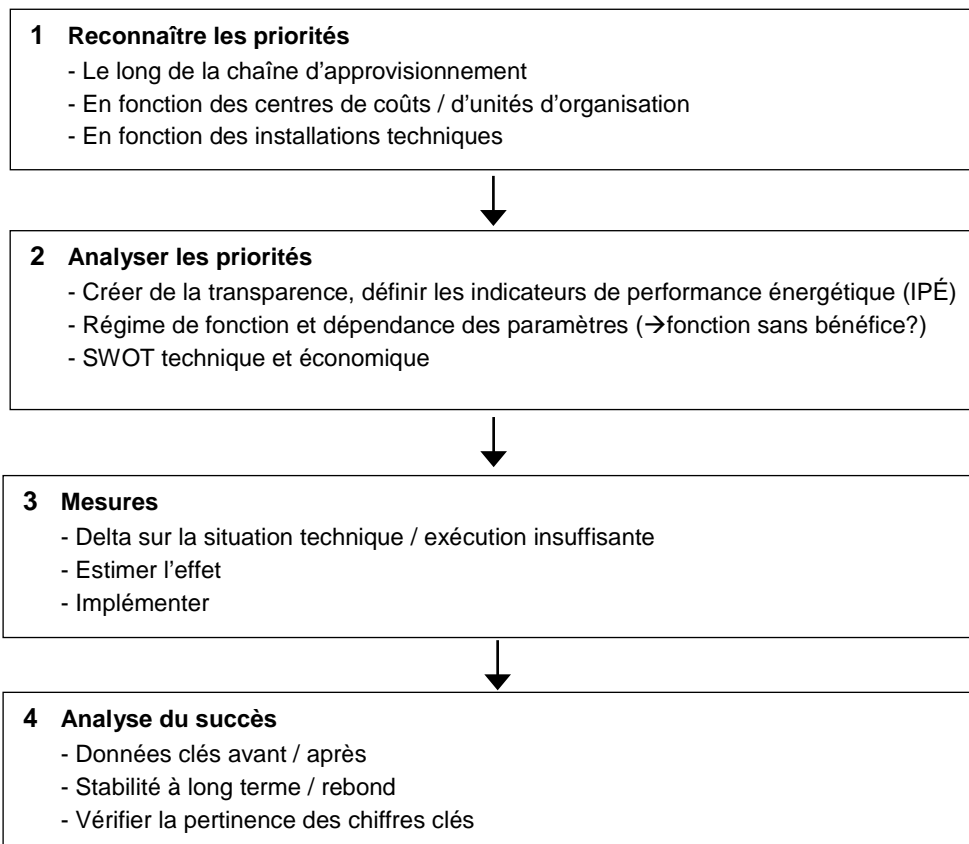 1 Reconnaître les priorités
- Le long de la chaîne d’approvisionnement
- En fonction des centres de coûts / d’unités d’organisation
- En fonction des installations techniques
2 Analyser les priorités
- Créer de la transparence, définir les indicateurs de performance énergétique (IPÉ)
- Régime de fonction et dépendance des paramètres (→fonction sans bénéfice?)
- SWOT technique et économique
3 Mesures
- Delta sur la situation technique / exécution insuffisante
- Estimer l’effet
- Implémenter
4 Analyse du succès
- Données clés avant / après
- Stabilité à long terme / rebond
- Vérifier la pertinence des chiffres clés